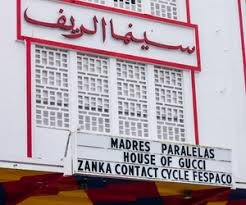 سينما الريف
MADRES PARALELAS
HOUSE OF GUCCI
ZANKA CONTACT CYCLE FESPACO